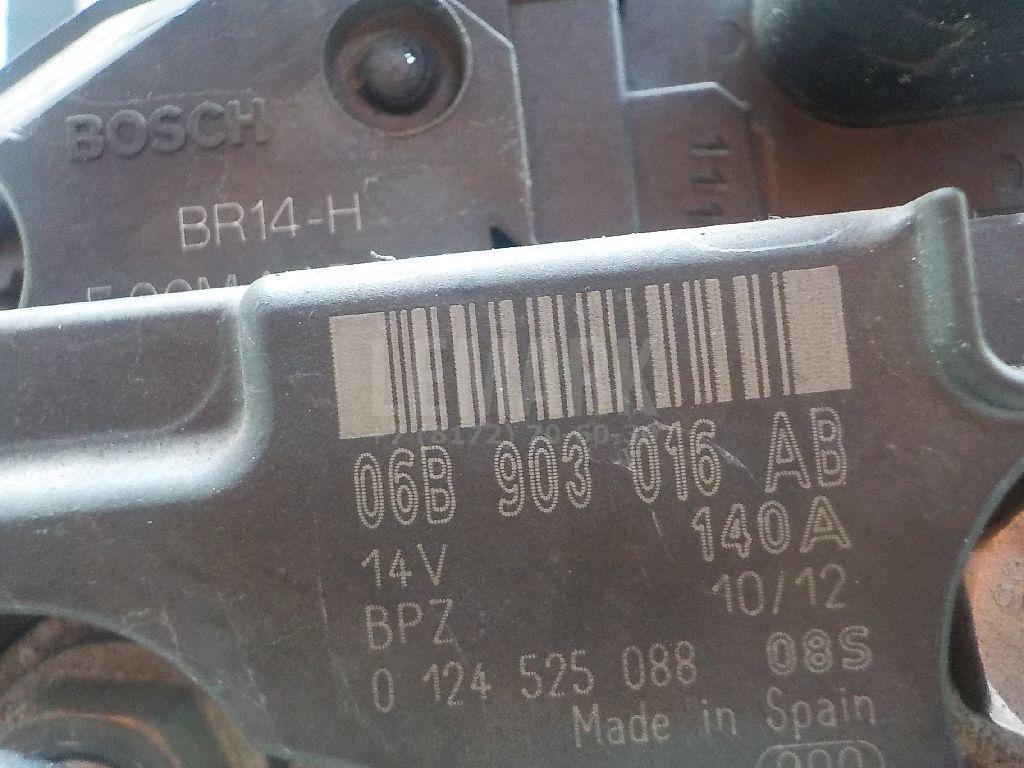 BOSCH
BR14-H
111
06B 903 016 AB
14V 140A
BPZ 10/12
0 124 525 088 08S
Made in Spain